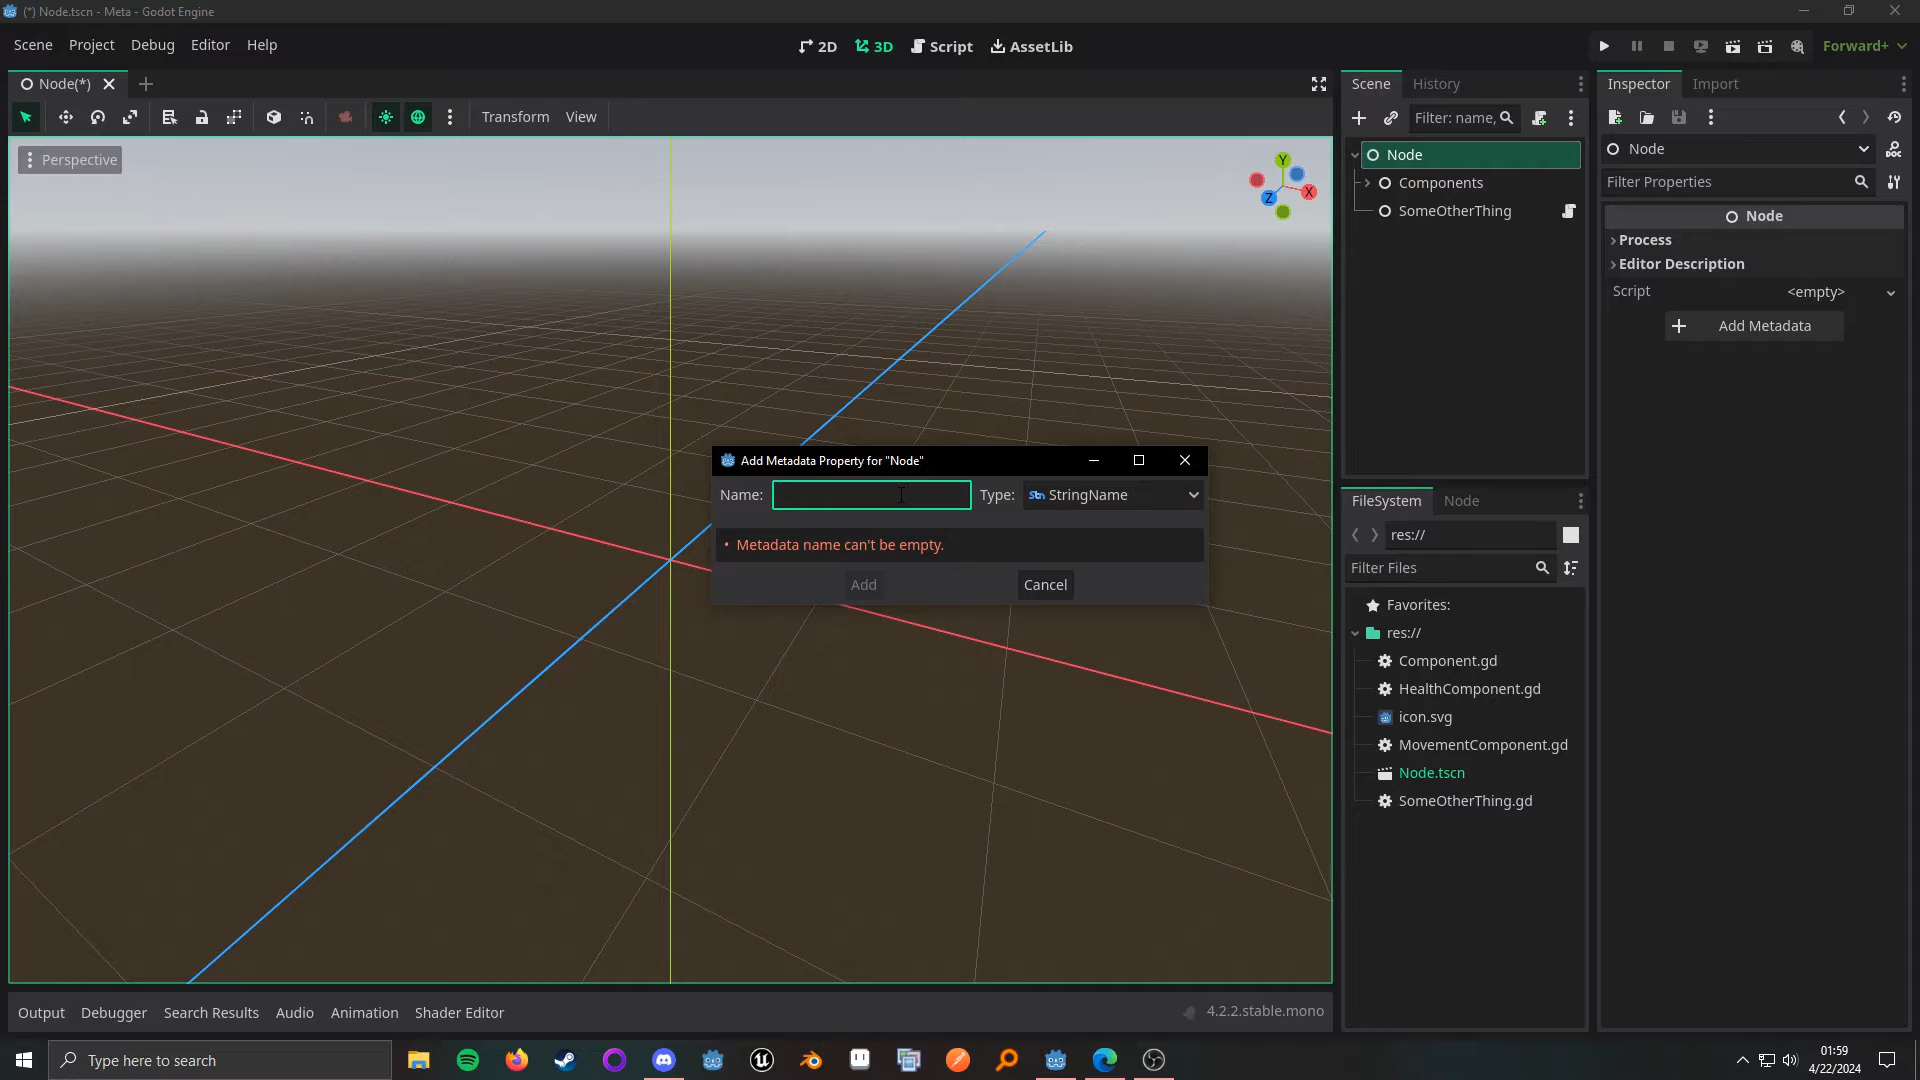 (*) Node.tscn - Meta - Godot Engine
Scene Project Debug Editor Help
2D 3D Script AssetLib
Forward+
Node(*)
Transform View
Perspective
Y
X
Z
Scene History
Filter: name,
Node
Components
SomeOtherThing
Inspector Import
Node
Filter Properties
Node
Process
Editor Description
Script <empty>
Add Metadata
DOC
Add Metadata Property for "Node"
Name: Type: StringName
• Metadata name can't be empty.
Add Cancel
FileSystem Node
res://
Filter Files
Favorites:
res://
Component.gd
HealthComponent.gd
icon.svg
MovementComponent.gd
Node.tscn
SomeOtherThing.gd
Output Debugger Search Results Audio Animation Shader Editor
4.2.2.stable.mono
Type here to search
01:59
4/22/2024